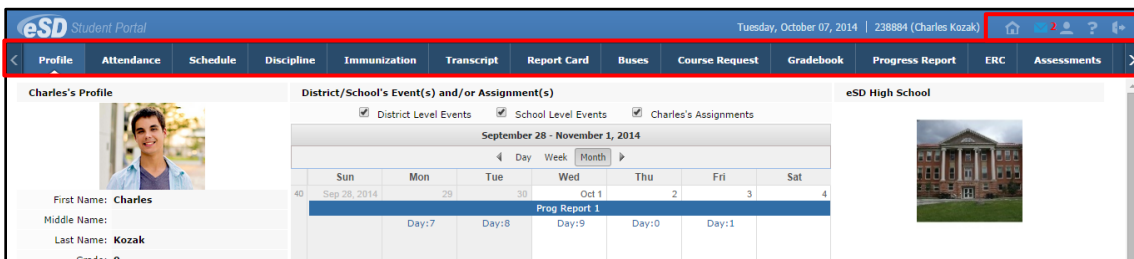 eSD Student Portal
Tuesday, October 07, 2014 | 238884 (Charles Kozak) 2 ?
< Profile Attendance Schedule Discipline Immunization Transcript Report Card Buses Course Request Gradebook Progress Report ERC Assessments >
Charles's Profile
District/School's Event(s) and/or Assignment(s)
eSD High School
District Level Events School Level Events Charles's Assignments
September 28 - November 1, 2014
Day Week Month
Sun Mon Tue Wed Thu Fri Sat
40 Sep 28, 2014 29 30 Oct 1 2 3 4
Prog Report 1
Day:7 Day:8 Day:9 Day:0 Day:1
First Name: Charles
Middle Name:
Last Name: Kozak